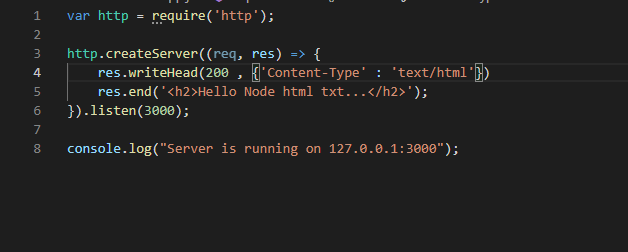 1 var http = require('http');
2
3 http.createServer((req, res) => {
4 res.writeHead(200 , {'Content-Type' : 'text/html'})
5 res.end('<h2>Hello Node html txt...</h2>');
6 }).listen(3000);
7
8 console.log("Server is running on 127.0.0.1:3000");